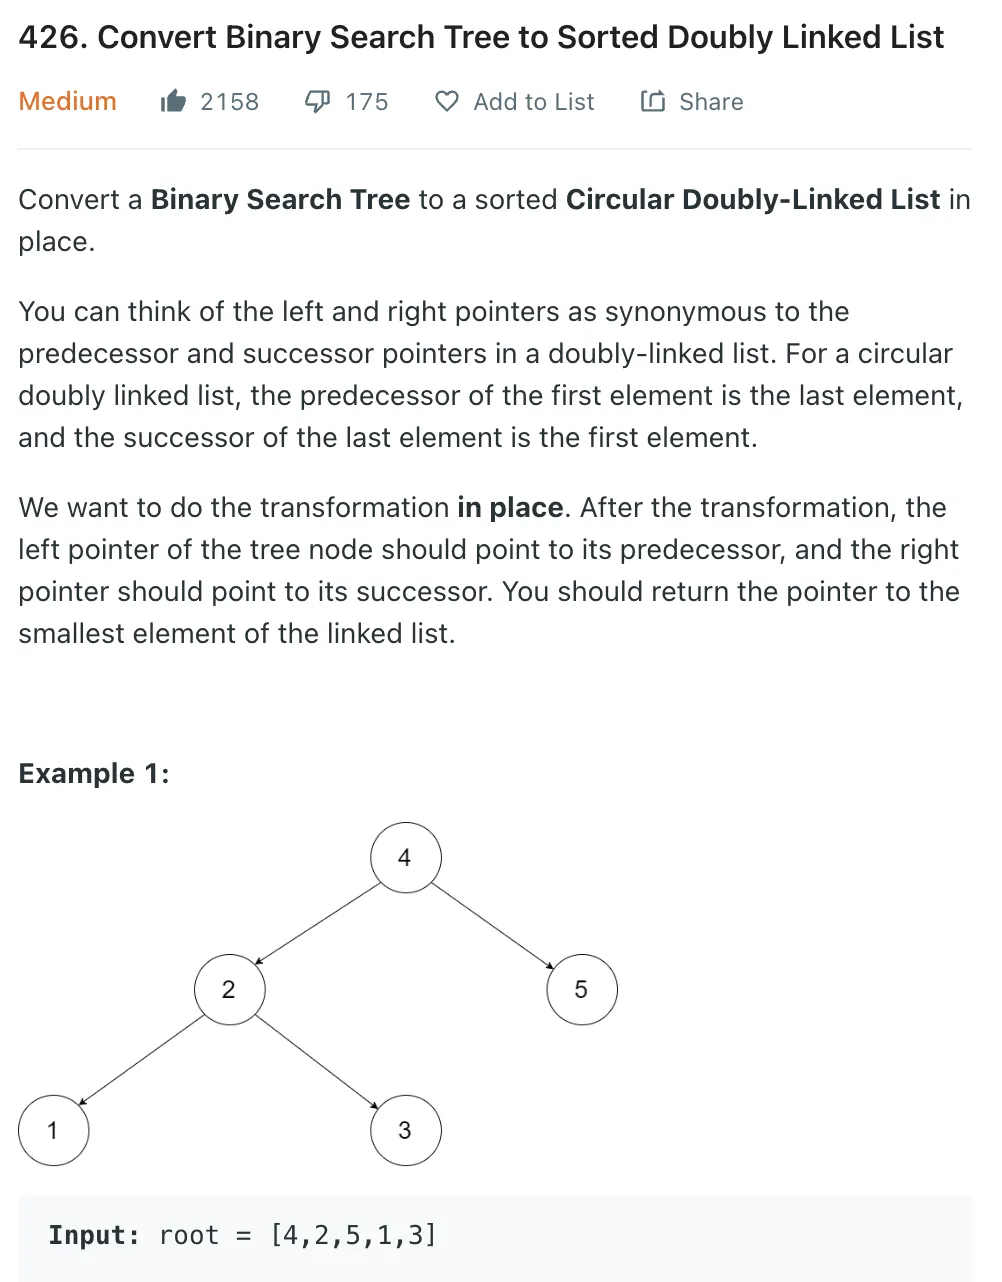 426. Convert Binary Search Tree to Sorted Doubly Linked List
Medium 2158 175 Add to List Share
Convert a Binary Search Tree to a sorted Circular Doubly-Linked List in
place.
You can think of the left and right pointers as synonymous to the
predecessor and successor pointers in a doubly-linked list. For a circular
doubly linked list, the predecessor of the first element is the last element,
and the successor of the last element is the first element.
We want to do the transformation in place. After the transformation, the
left pointer of the tree node should point to its predecessor, and the right
pointer should point to its successor. You should return the pointer to the
smallest element of the linked list.
Example 1:
4
2 5
1 3
Input: root = [4,2,5,1,3]